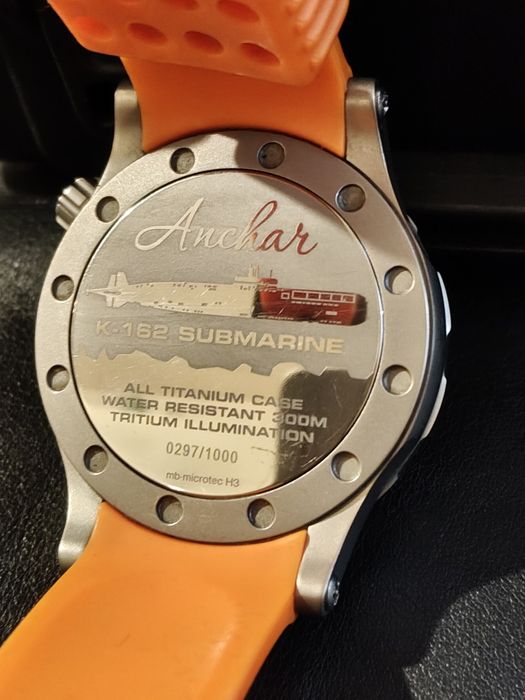 Anchar
K-162 SUBMARINE
ALL TITANIUM CASE
WATER RESISTANT 300M
TRITIUM ILLUMINATION
0297/1000
mb-microtec H3